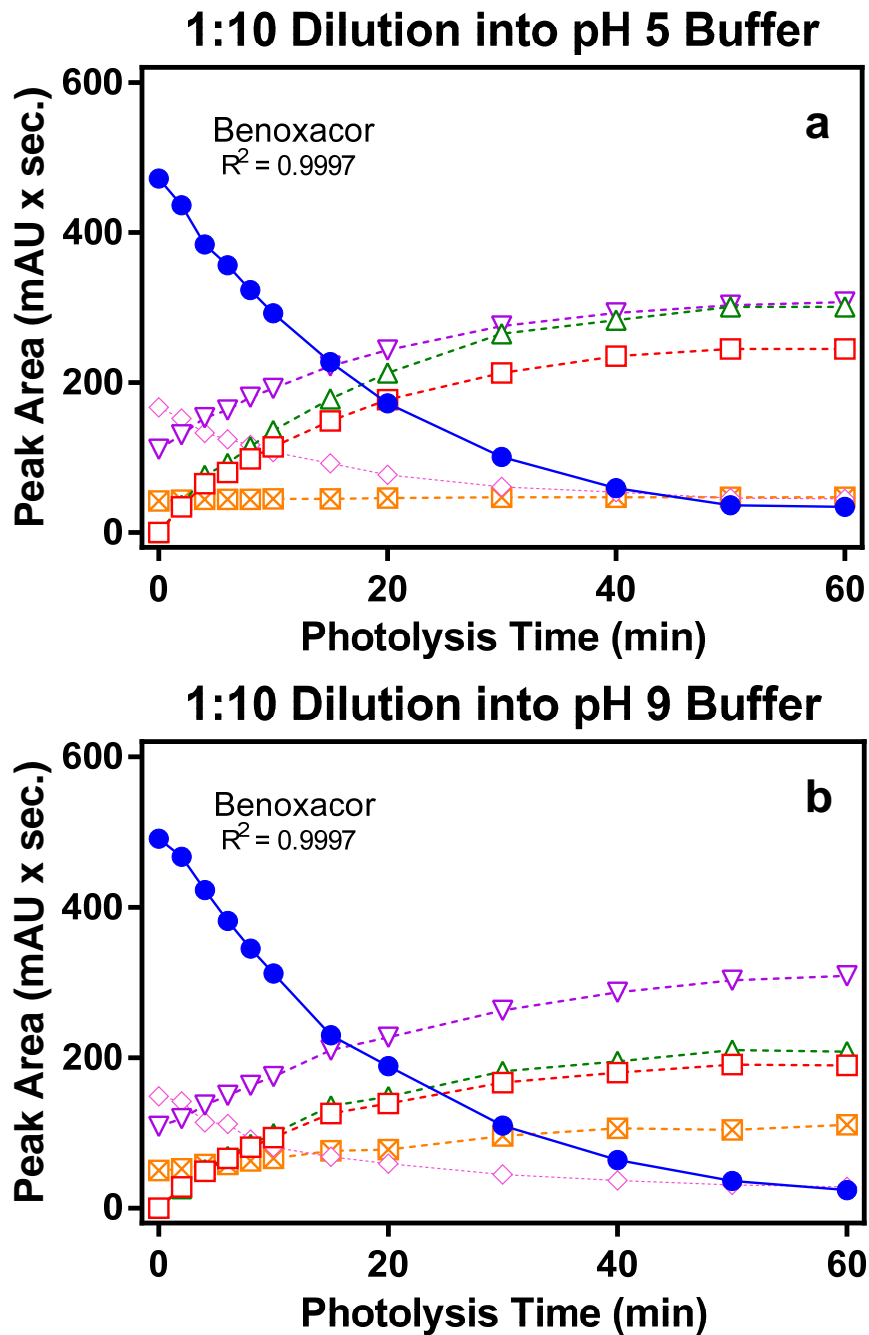 1:10 Dilution into pH 5 Buffer
600
400
200
0
Peak Area (mAU x sec.)
Benoxacor
R² = 0.9997
a
0 20 40 60
Photolysis Time (min)
1:10 Dilution into pH 9 Buffer
600
400
200
0
Peak Area (mAU x sec.)
Benoxacor
R² = 0.9997
b
0 20 40 60
Photolysis Time (min)